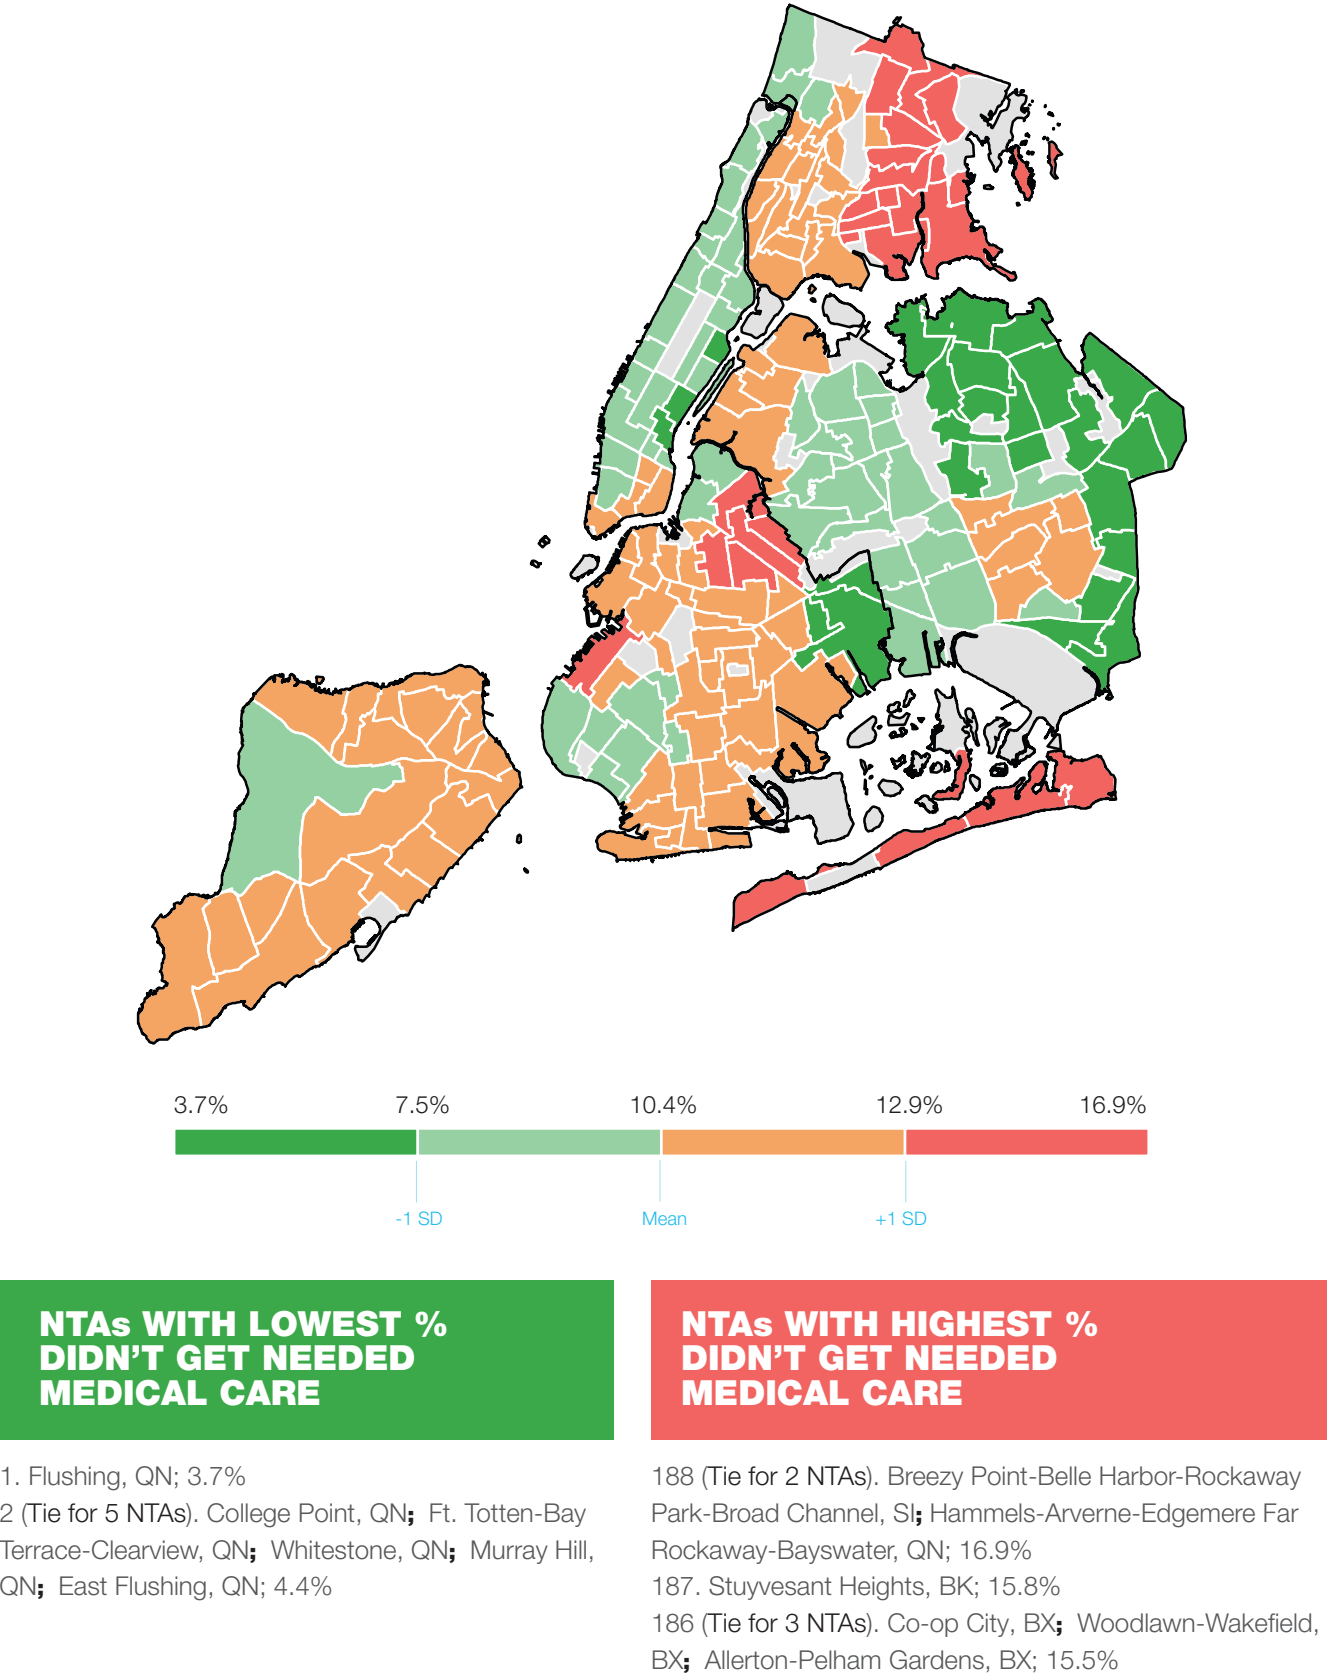 3.7% 7.5% 10.4% 12.9% 16.9%
-1 SD Mean +1 SD
NTAs WITH LOWEST %
DIDN'T GET NEEDED
MEDICAL CARE
1. Flushing, QN; 3.7%
2 (Tie for 5 NTAs). College Point, QN; Ft. Totten-Bay
Terrace-Clearview, QN; Whitestone, QN; Murray Hill,
QN; East Flushing, QN; 4.4%
NTAs WITH HIGHEST %
DIDN'T GET NEEDED
MEDICAL CARE
188 (Tie for 2 NTAs). Breezy Point-Belle Harbor-Rockaway
Park-Broad Channel, SI; Hammels-Arverne-Edgemere Far
Rockaway-Bayswater, QN; 16.9%
187. Stuyvesant Heights, BK; 15.8%
186 (Tie for 3 NTAs). Co-op City, BX; Woodlawn-Wakefield,
BX; Allerton-Pelham Gardens, BX; 15.5%